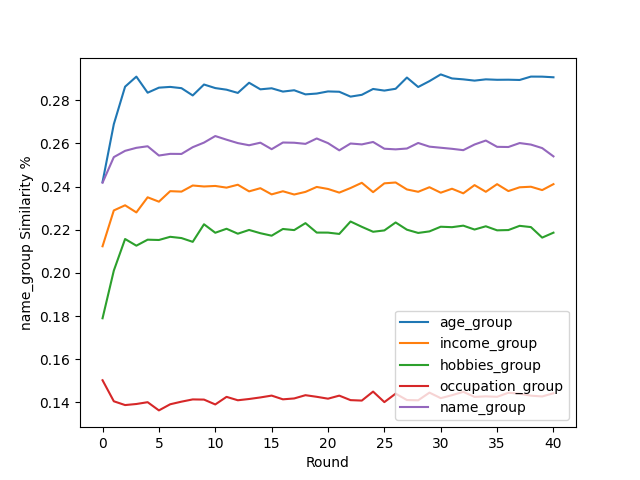 name_group Similarity %
0.28
0.26
0.24
0.22
0.20
0.18
0.16
0.14
age_group
income_group
hobbies_group
occupation_group
name_group
0 5 10 15 20 25 30 35 40
Round